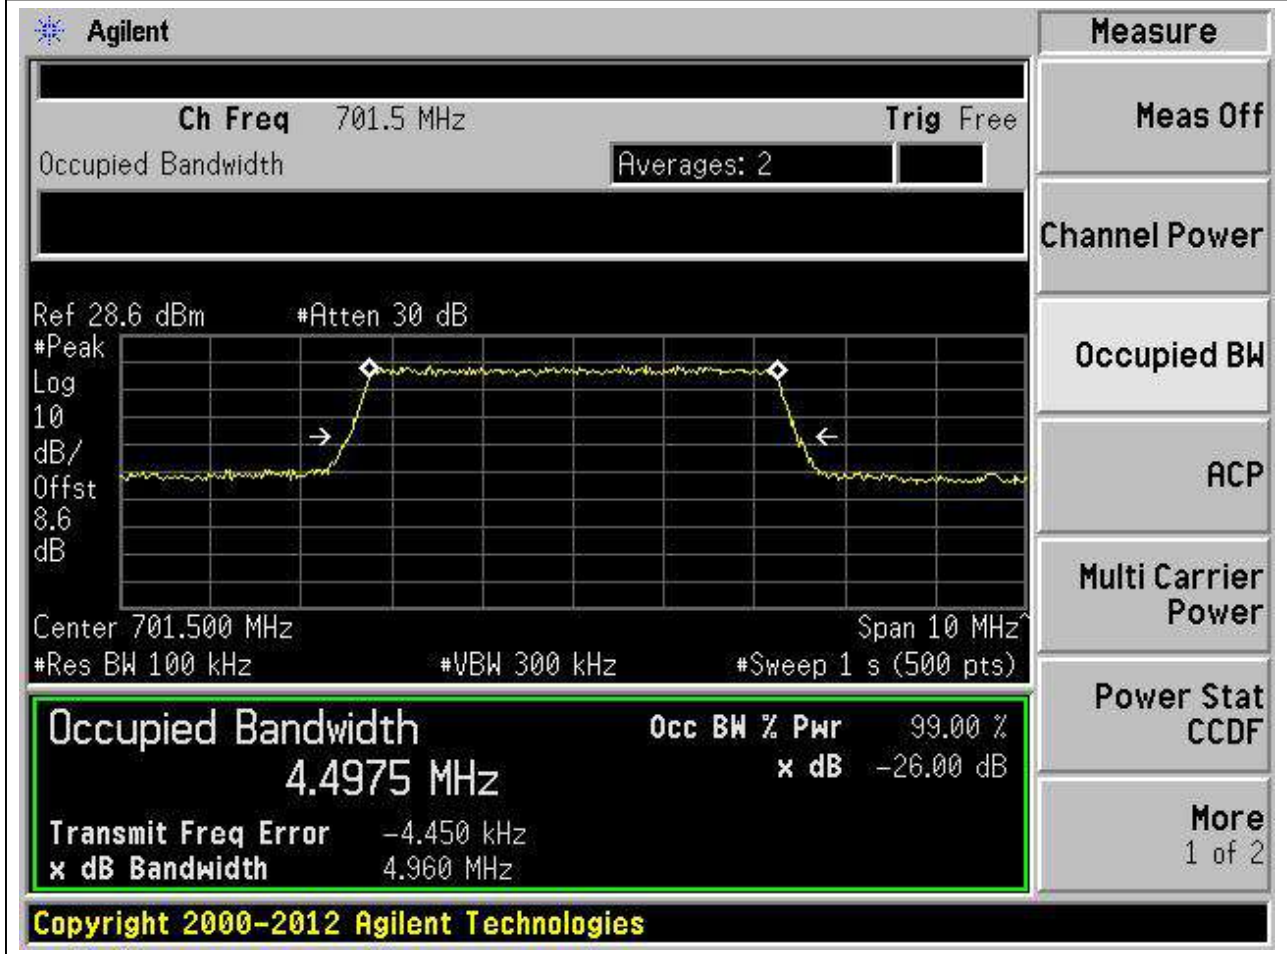 Agilent
Measure
Ch Freq 701.5 MHz Trig Free
Meas Off
Occupied Bandwidth Averages: 2
Channel Power
Ref 28.6 dBm #Atten 30 dB
#Peak
Log
10
dB/
Offst
8.6
dB
Occupied BW
ACP
Multi Carrier
Power
Center 701.500 MHz Span 10 MHz^
#Res BW 100 kHz #VBW 300 kHz #Sweep 1 s (500 pts)
Power Stat
CCDF
Occupied Bandwidth Occ BW % Pwr 99.00 %
4.4975 MHz x dB -26.00 dB
Transmit Freq Error -4.450 kHz
x dB Bandwidth 4.960 MHz
More
1 of 2
Copyright 2000-2012 Agilent Technologies